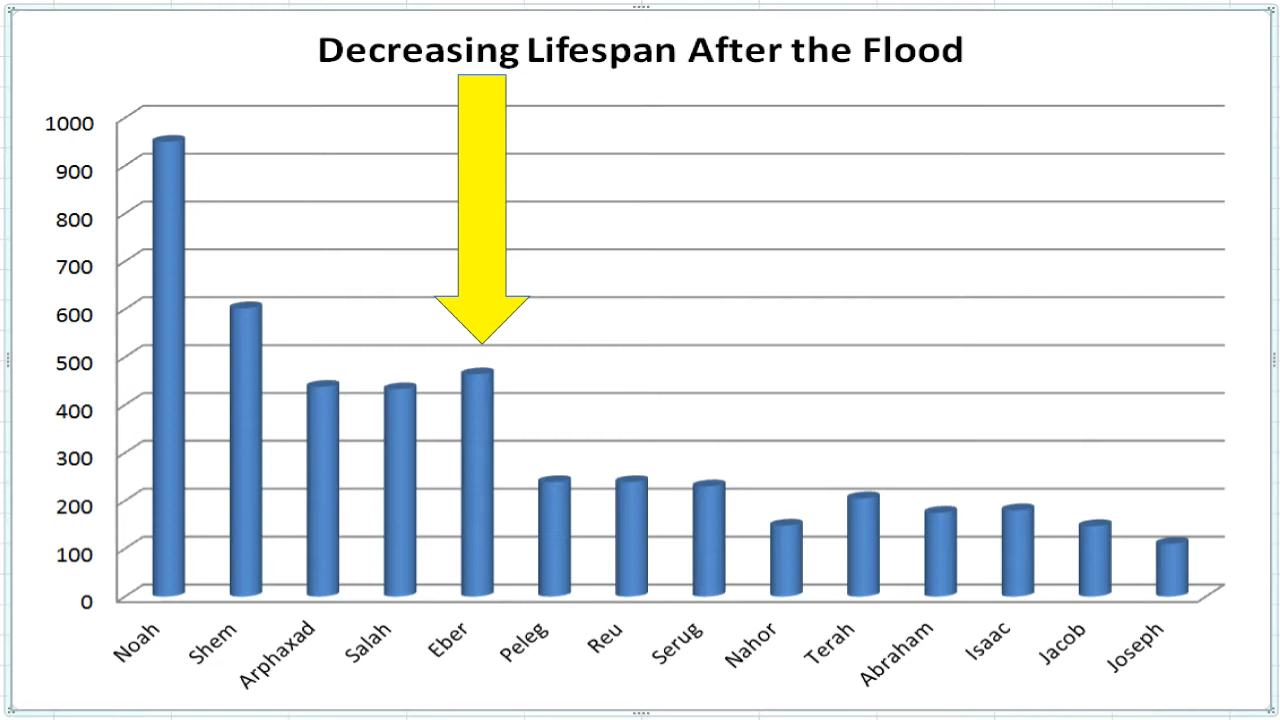 Decreasing Lifespan After the Flood
1000
900
800
700
600
500
400
300
200
100
0
Noah
Shem
Arphaxad
Salah
Eber
Peleg
Reu
Serug
Nahor
Terah
Abraham
Isaac
Jacob
Joseph